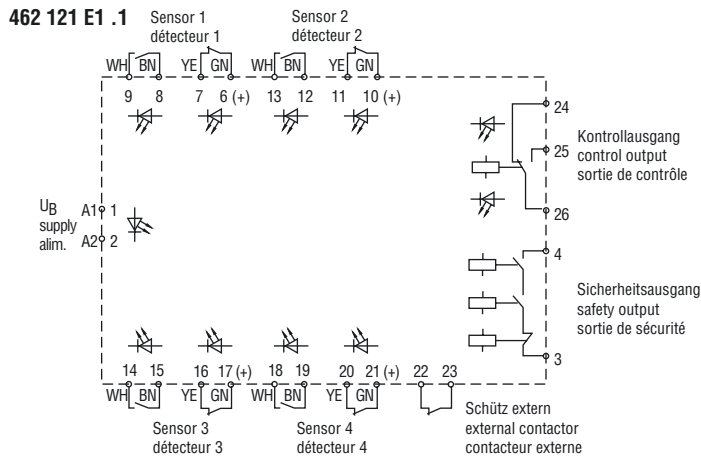 462 121 E1 .1
Sensor 1
détecteur 1
Sensor 2
détecteur 2
WH BN YE GN WH BN YE GN
9 8 7 6 (+) 13 12 11 10 (+)
24
25
26
Kontrollausgang
control output
sortie de contrôle
UB
supply
alim.
A1 1
A2 2
4
3
Sicherheitsausgang
safety output
sortie de sécurité
14 15 16 17 (+) 18 19 20 21 (+) 22 23
WH BN YE GN WH BN YE GN
Sensor 3
détecteur 3
Sensor 4
détecteur 4
Schütz extern
external contactor
contacteur externe